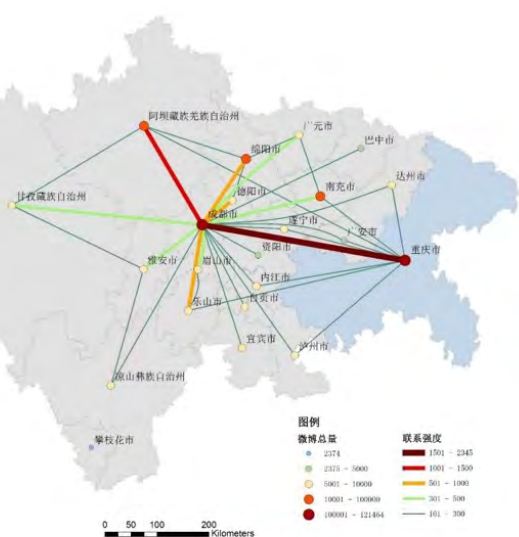 阿坝藏族羌族自治州
广元市
巴中市
绵阳市
达州市
甘孜藏族自治州
德阳市
南充市
成都市
遂宁市
广安市
重庆市
雅安市
眉山市
资阳市
内江市
乐山市
自贡市
宜宾市
泸州市
凉山彝族自治州
攀枝花市
图例
微博总量
2374
2375 - 5000
5001 - 10000
10001 - 100000
100001 - 121464
联系强度
1501 - 2345
1001 - 1500
501 - 1000
301 - 500
101 - 300
0 50 100 200
Kilometers